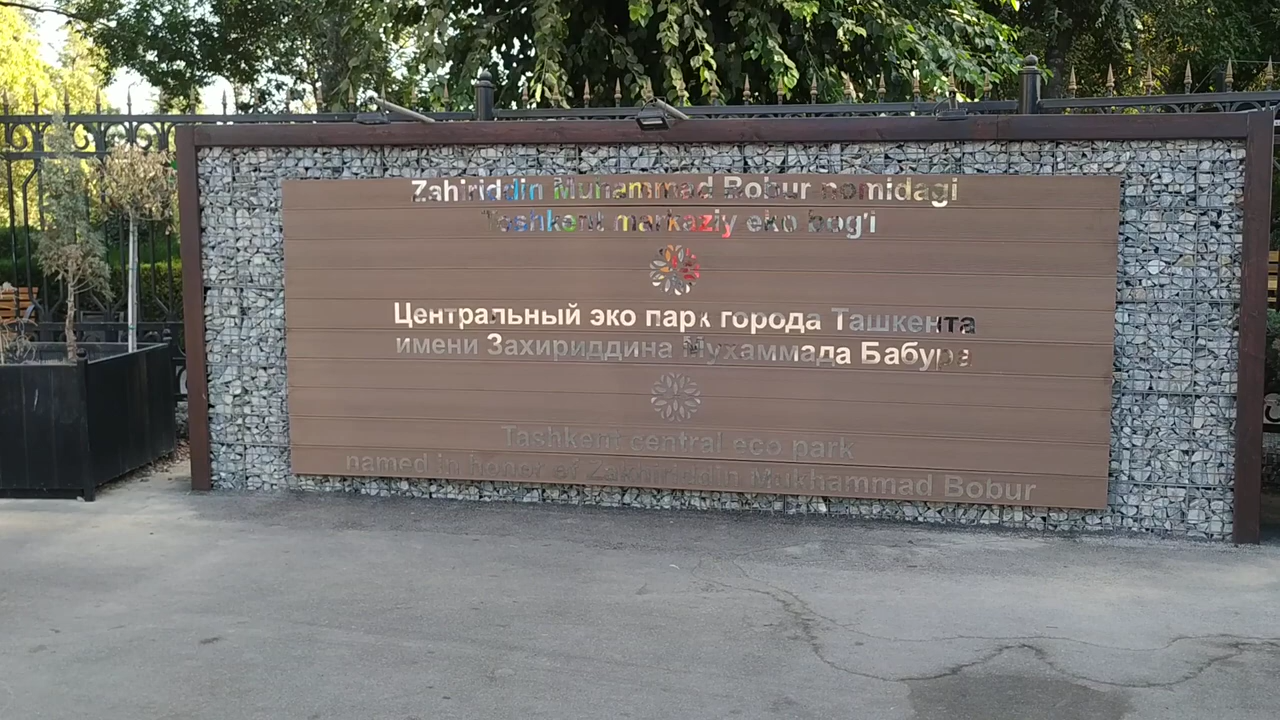 Zahiriddin Muhammad Bobur nomidagi
Toshkent markaziy eko bog'i
Центральный эко парк города Ташкента
имени Захириддина Мухаммада Бабура
Tashkent central eco park
named in honor of Zakhiriddin Mukhammad Bobur